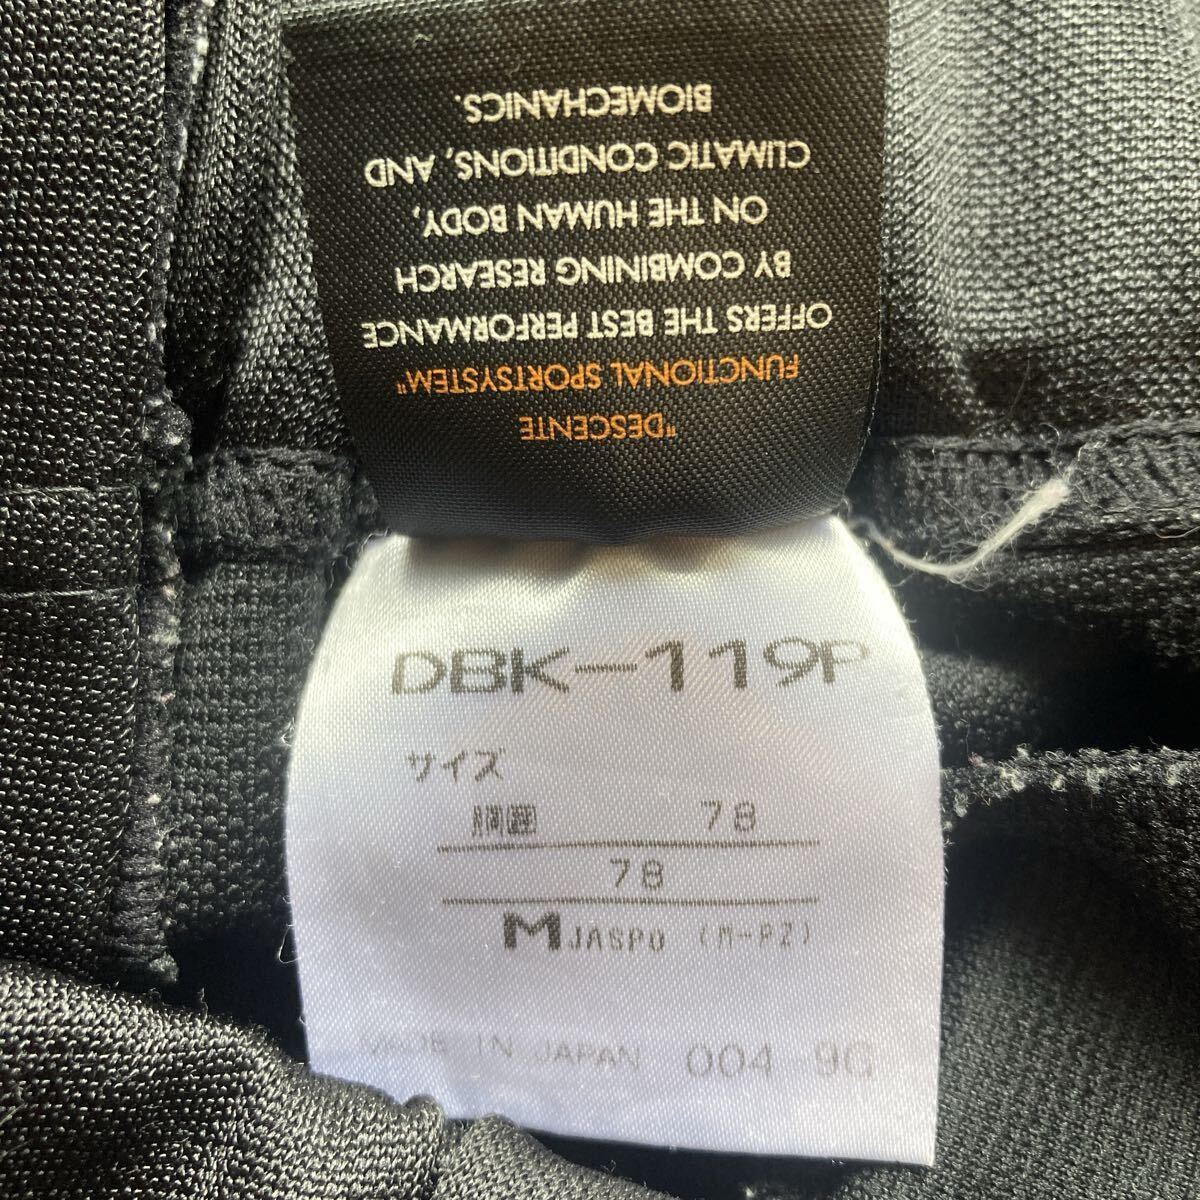 "DESCENTE
FUNCTIONAL SPORTSYSTEM"
OFFERS THE BEST PERFORMANCE
BY COMBINING RESEARCH
ON THE HUMAN BODY,
CLIMATIC CONDITIONS, AND
BIOMECHANICS.
DBK-119P
サイズ
胴囲 78
78
M JASPO (M-PZ)
MADE IN JAPAN 004 9G